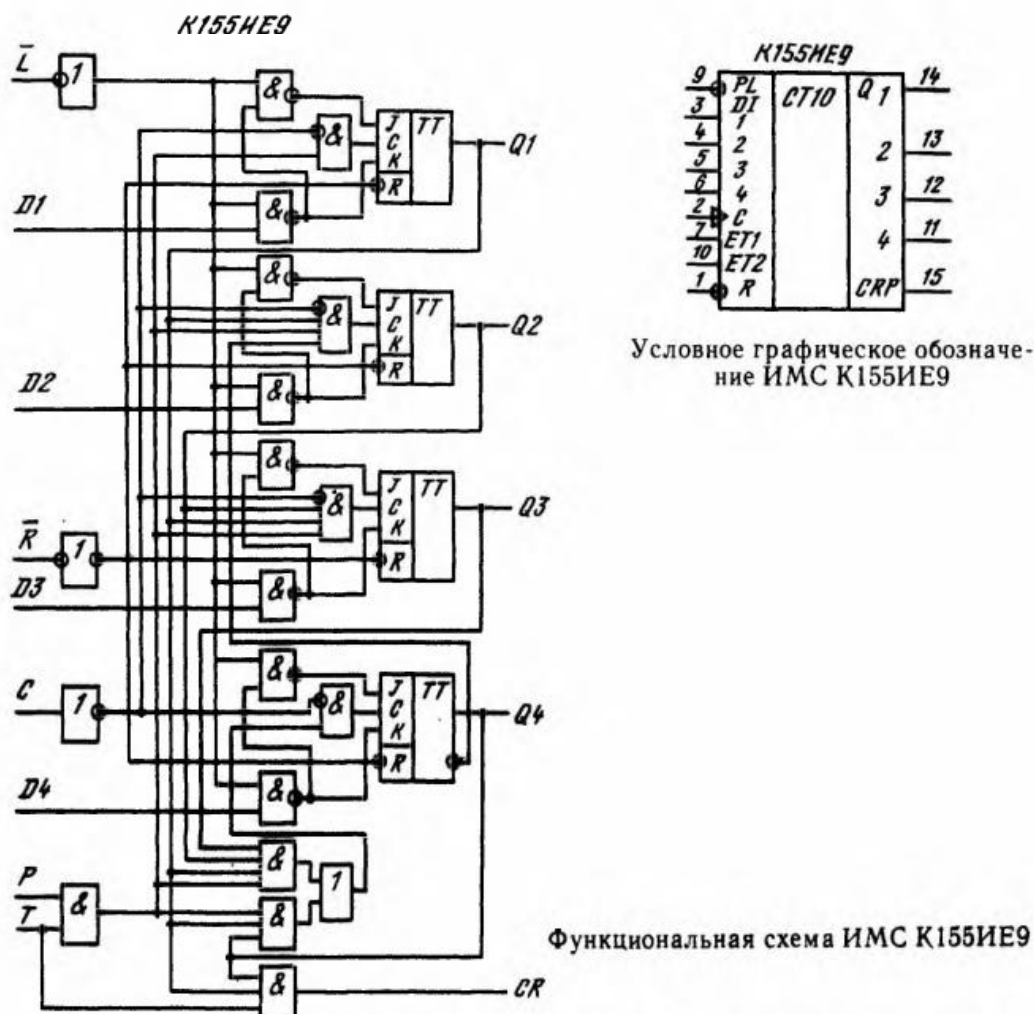 К155ИЕ9
L̅
1
&
&
J
C
K
R
TT
Q1
D1
&
&
&
J
C
K
R
TT
Q2
D2
&
&
&
J
C
K
R
TT
Q3
R̅
1
D3
&
&
&
J
C
K
R
TT
Q4
C
1
D4
&
&
1
P
T
&
&
&
CR
К155ИЕ9
9 PL CT10 Q 1 14
3 DI
4 1
5 2 2 13
6 3 3 12
2 4
C 4 11
7 ET1
10 ET2
1 R CRP 15
Условное графическое обозначе-
ние ИМС К155ИЕ9
Функциональная схема ИМС К155ИЕ9